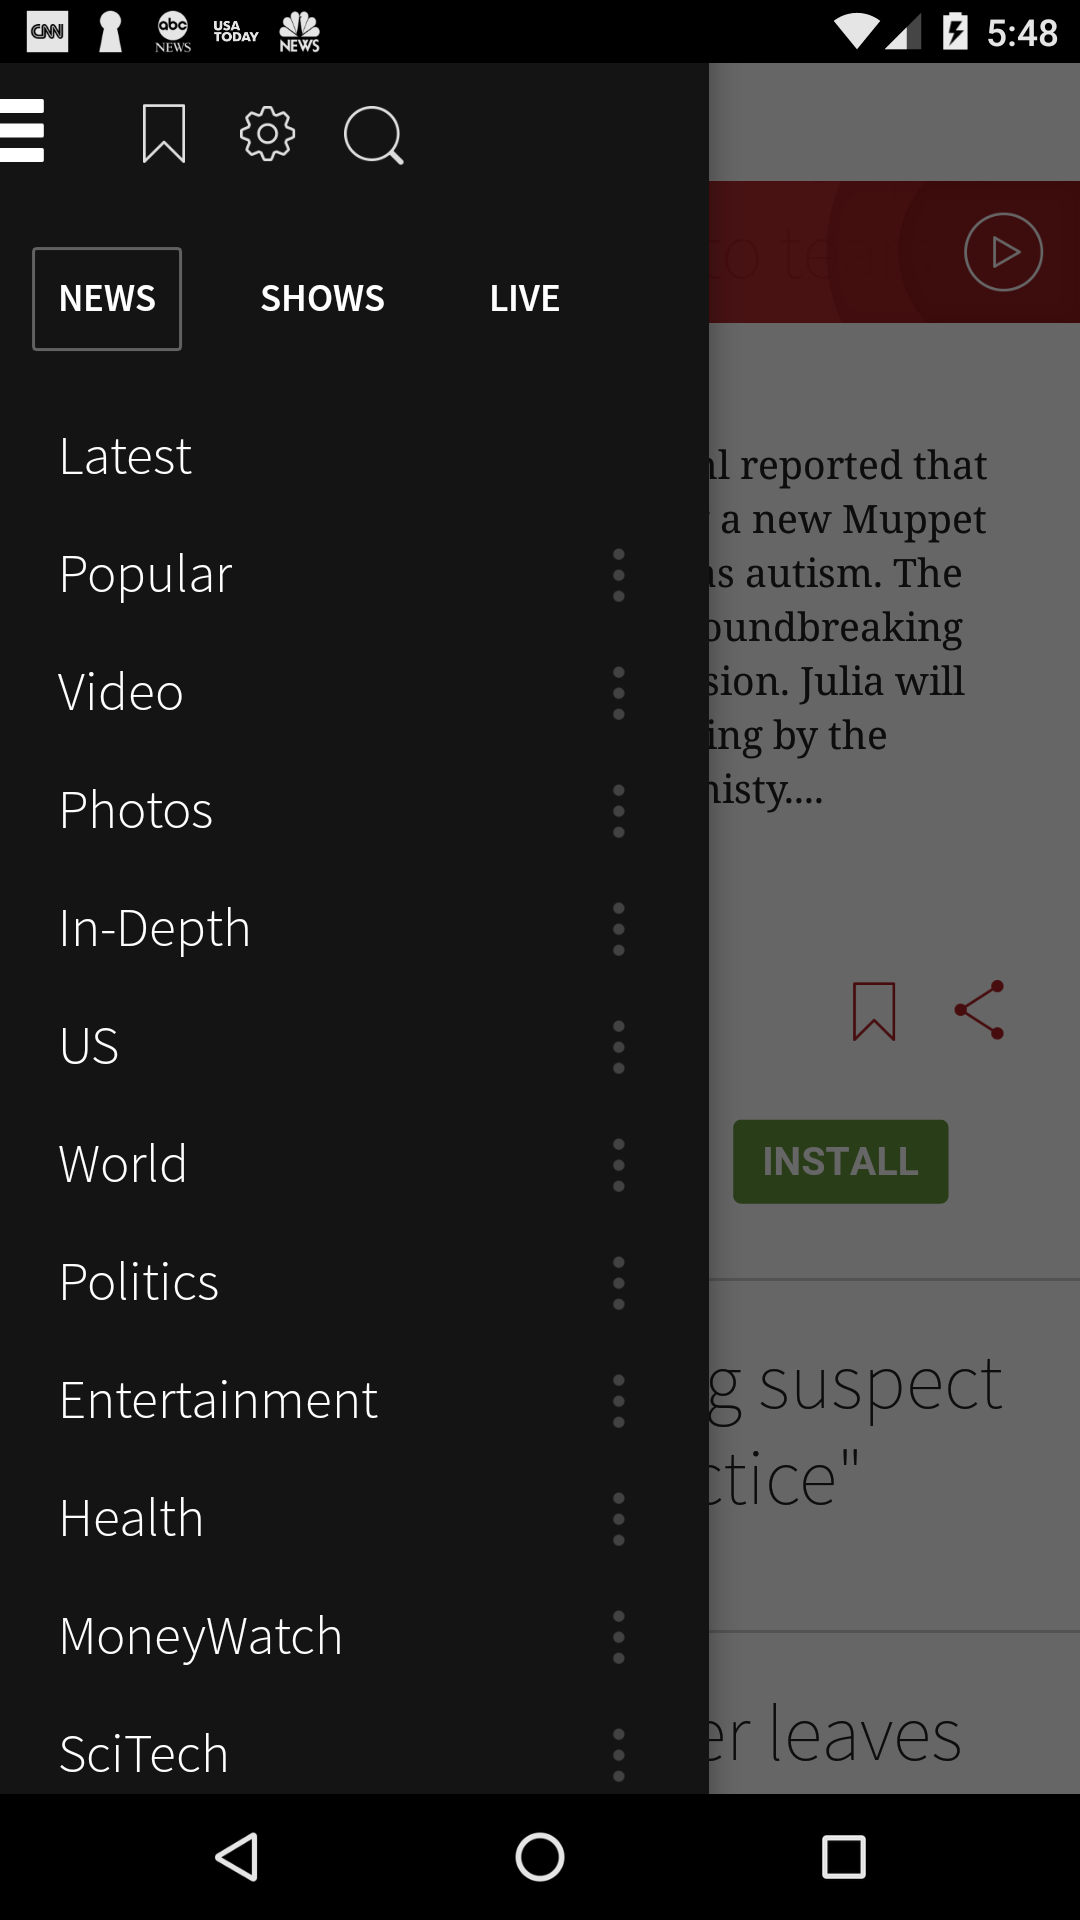 CNN
abc
NEWS
USA
TODAY
NEWS
5:48
to te
NEWS SHOWS LIVE
Latest
Popular
Video
Photos
In-Depth
US
World
Politics
Entertainment
Health
MoneyWatch
SciTech
reported that
a new Muppet
autism. The
oundbreaking
sion. Julia will
ing by the
nisty....
INSTALL
g suspect
ctice"
er leaves